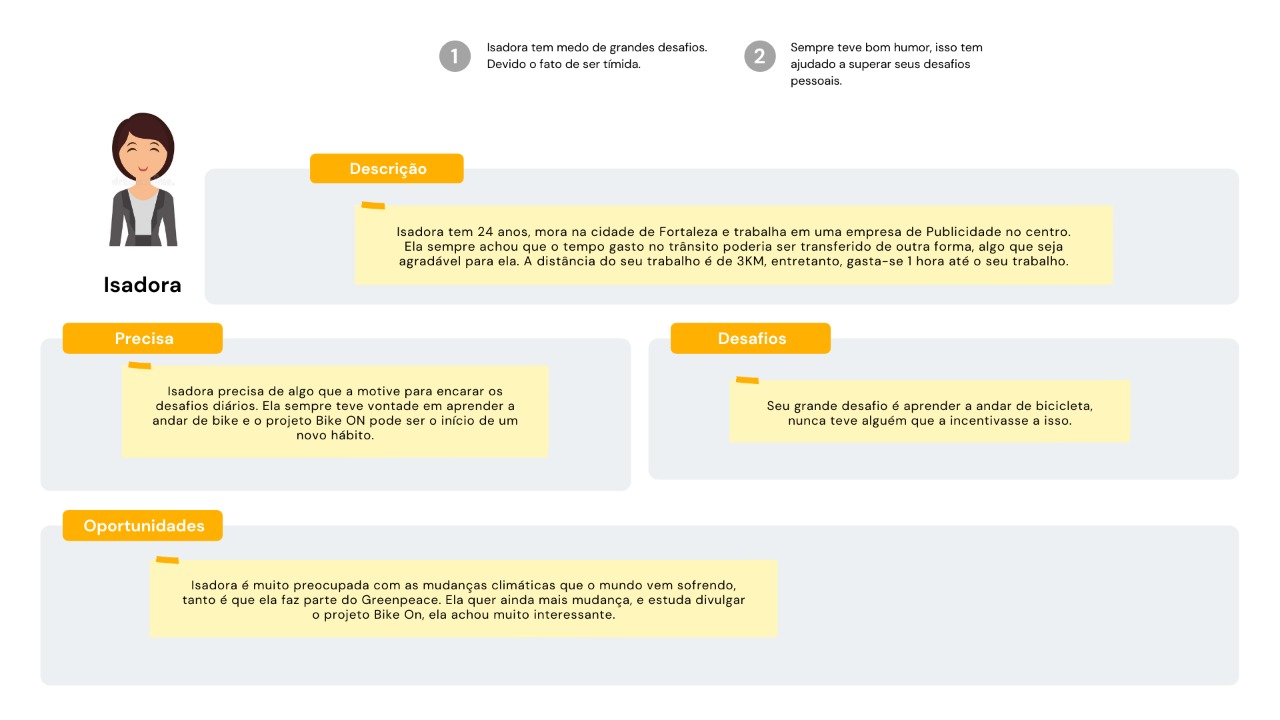 1
Isadora tem medo de grandes desafios.
Devido o fato de ser tímida.
2
Sempre teve bom humor, isso tem
ajudado a superar seus desafios
pessoais.
Isadora
Descrição
Isadora tem 24 anos, mora na cidade de Fortaleza e trabalha em uma empresa de Publicidade no centro.
Ela sempre achou que o tempo gasto no trânsito poderia ser transferido de outra forma, algo que seja
agradável para ela. A distância do seu trabalho é de 3KM, entretanto, gasta-se 1 hora até o seu trabalho.
Precisa
Isadora precisa de algo que a motive para encarar os
desafios diários. Ela sempre teve vontade em aprender a
andar de bike e o projeto Bike ON pode ser o início de um
novo hábito.
Desafios
Seu grande desafio é aprender a andar de bicicleta,
nunca teve alguém que a incentivasse a isso.
Oportunidades
Isadora é muito preocupada com as mudanças climáticas que o mundo vem sofrendo,
tanto é que ela faz parte do Greenpeace. Ela quer ainda mais mudança, e estuda divulgar
o projeto Bike On, ela achou muito interessante.